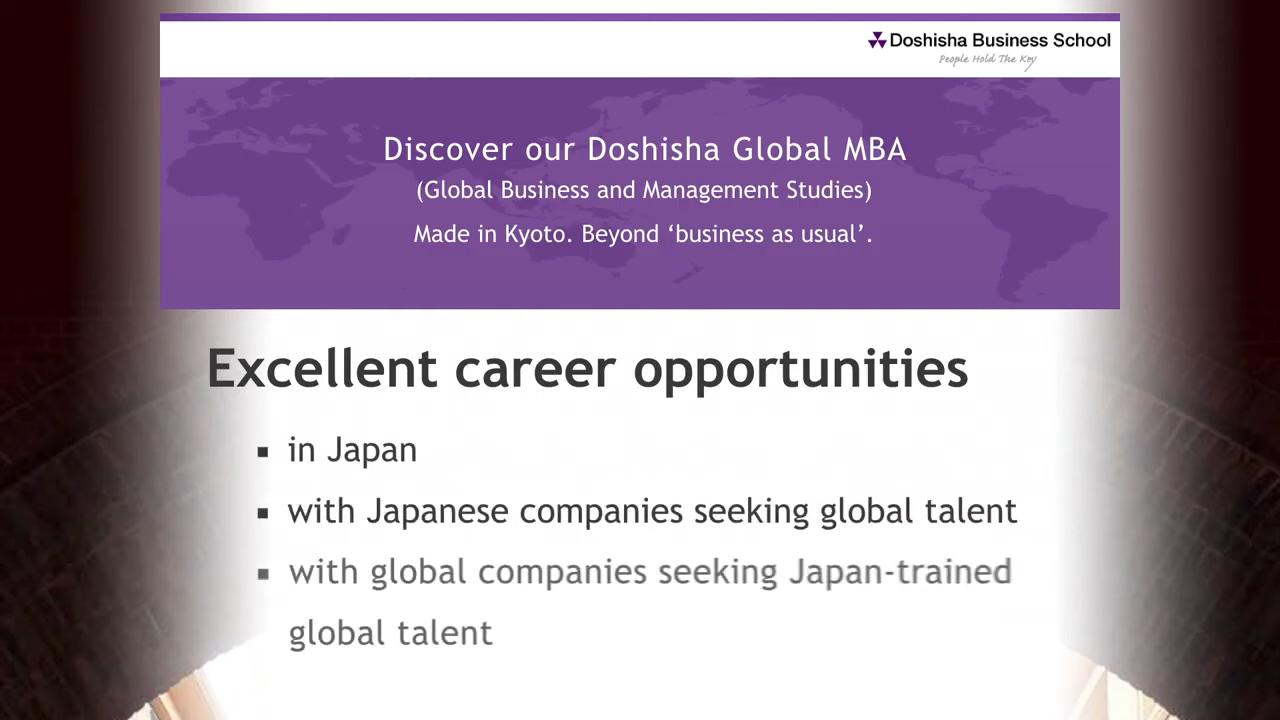 Doshisha Business School
People Hold The Key
Discover our Doshisha Global MBA
(Global Business and Management Studies)
Made in Kyoto. Beyond ‘business as usual’.
Excellent career opportunities
▪ in Japan
▪ with Japanese companies seeking global talent
▪ with global companies seeking Japan-trained
global talent